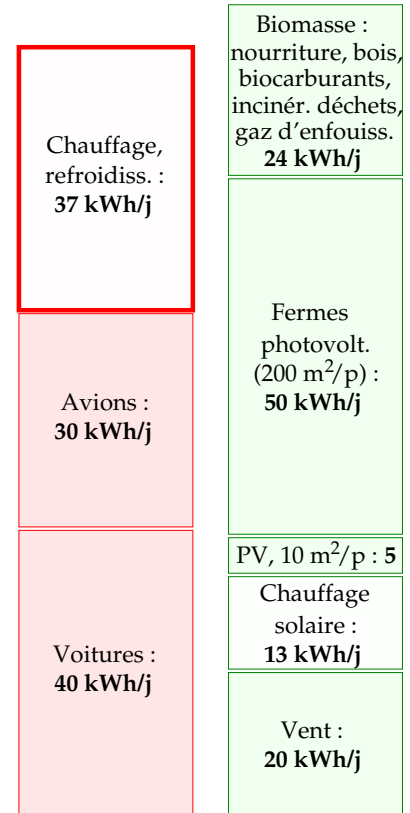 Chauffage,
refroidiss. :
37 kWh/j
Avions :
30 kWh/j
Voitures :
40 kWh/j
Biomasse :
nourriture, bois,
biocarburants,
incinér. déchets,
gaz d’enfouiss.
24 kWh/j
Fermes
photovolt.
(200 m²/p) :
50 kWh/j
PV, 10 m²/p : 5
Chauffage
solaire :
13 kWh/j
Vent :
20 kWh/j